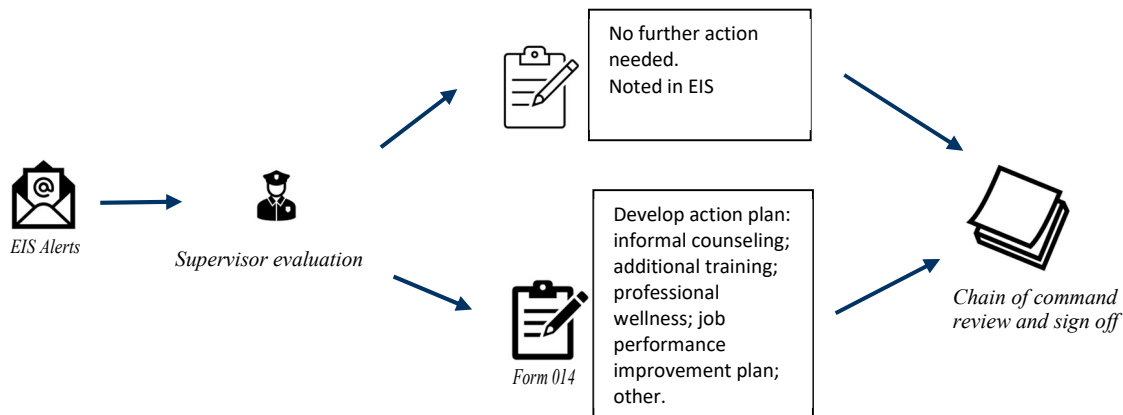 No further action
needed.
Noted in EIS
@
EIS Alerts
Supervisor evaluation
Develop action plan:
informal counseling;
additional training;
professional
wellness; job
performance
improvement plan;
other.
Form 014
Chain of command
review and sign off